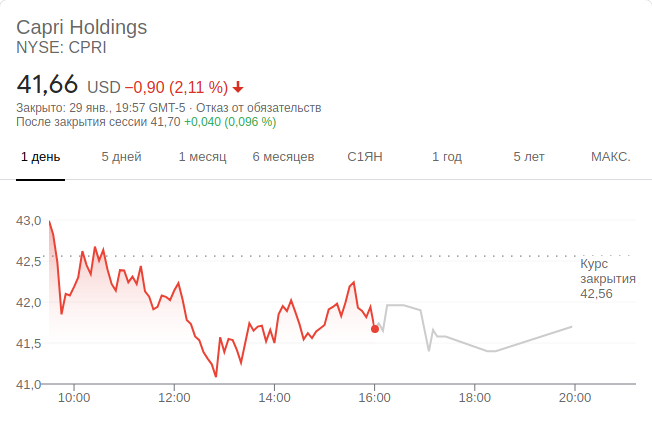 Capri Holdings
NYSE: CPRI
41,66 USD −0,90 (2,11 %)
Закрыто: 29 янв., 19:57 GMT-5 · Отказ от обязательств
После закрытия сессии 41,70 +0,040 (0,096 %)
1 день 5 дней 1 месяц 6 месяцев С1ЯН 1 год 5 лет МАКС.
43,0
42,5
Курс
закрытия
42,56
42,0
41,5
41,0
10:00 12:00 14:00 16:00 18:00 20:00